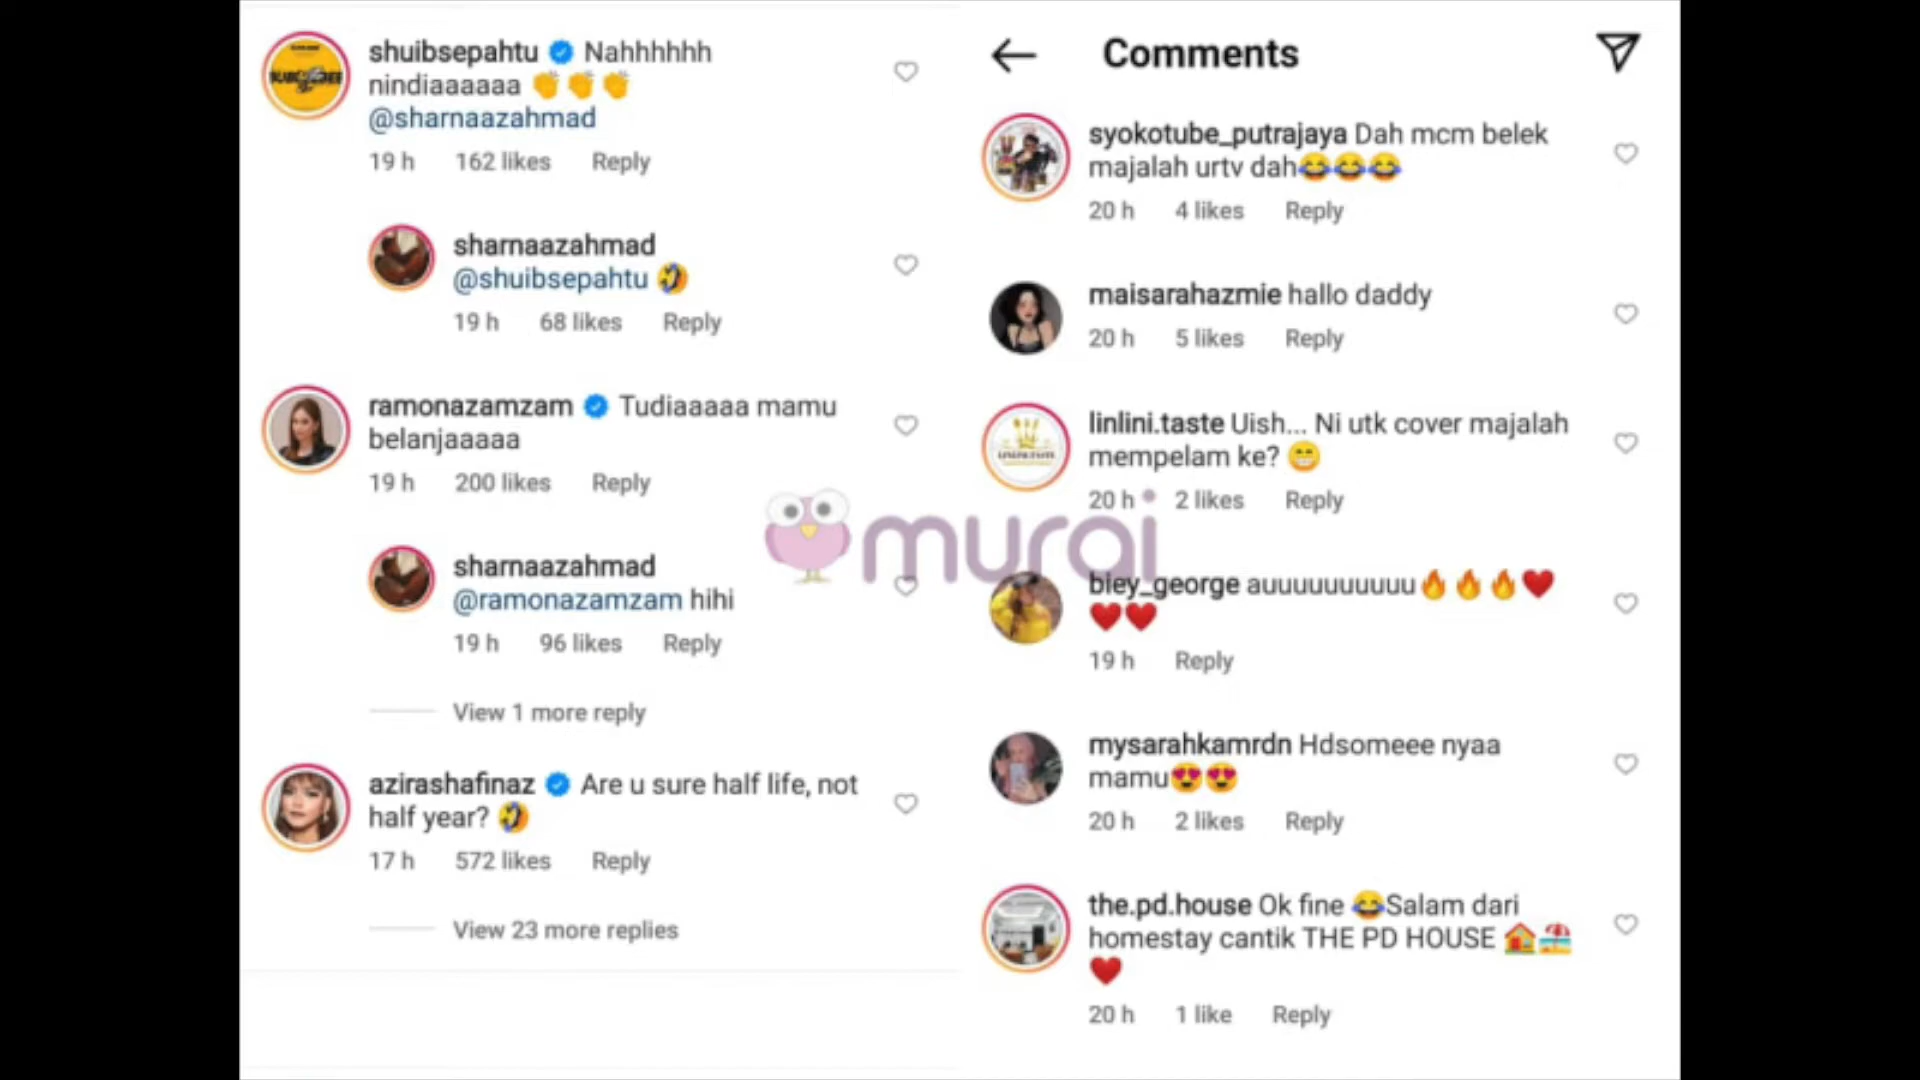 shuibsepahtu Nahhhhhh
nindiaaaaaa 👏👏👏
@sharnaazahmad
19 h 162 likes Reply
sharnaazahmad
@shuibsepahtu 🤣
19 h 68 likes Reply
ramonazamzam Tudiaaaaa mamu
belanjaaaaa
19 h 200 likes Reply
sharnaazahmad
@ramonazamzam hihi
19 h 96 likes Reply
View 1 more reply
azirashafinaz Are u sure half life, not
half year? 🤣
17 h 572 likes Reply
View 23 more replies
Comments
syokotube_putrajaya Dah mcm belek
majalah urtv dah😂😂😂
20 h 4 likes Reply
maisarahazmie hallo daddy
20 h 5 likes Reply
linlini.taste Uish... Ni utk cover majalah
mempelam ke? 😁
20 h 2 likes Reply
murai
bley_george auuuuuuuuuu🔥🔥🔥❤️
❤️❤️
19 h Reply
mysarahkamrdn Hdsomeee nyaa
mamu😍😍
20 h 2 likes Reply
the.pd.house Ok fine 😂Salam dari
homestay cantik THE PD HOUSE 🏠🏖️
❤️
20 h 1 like Reply